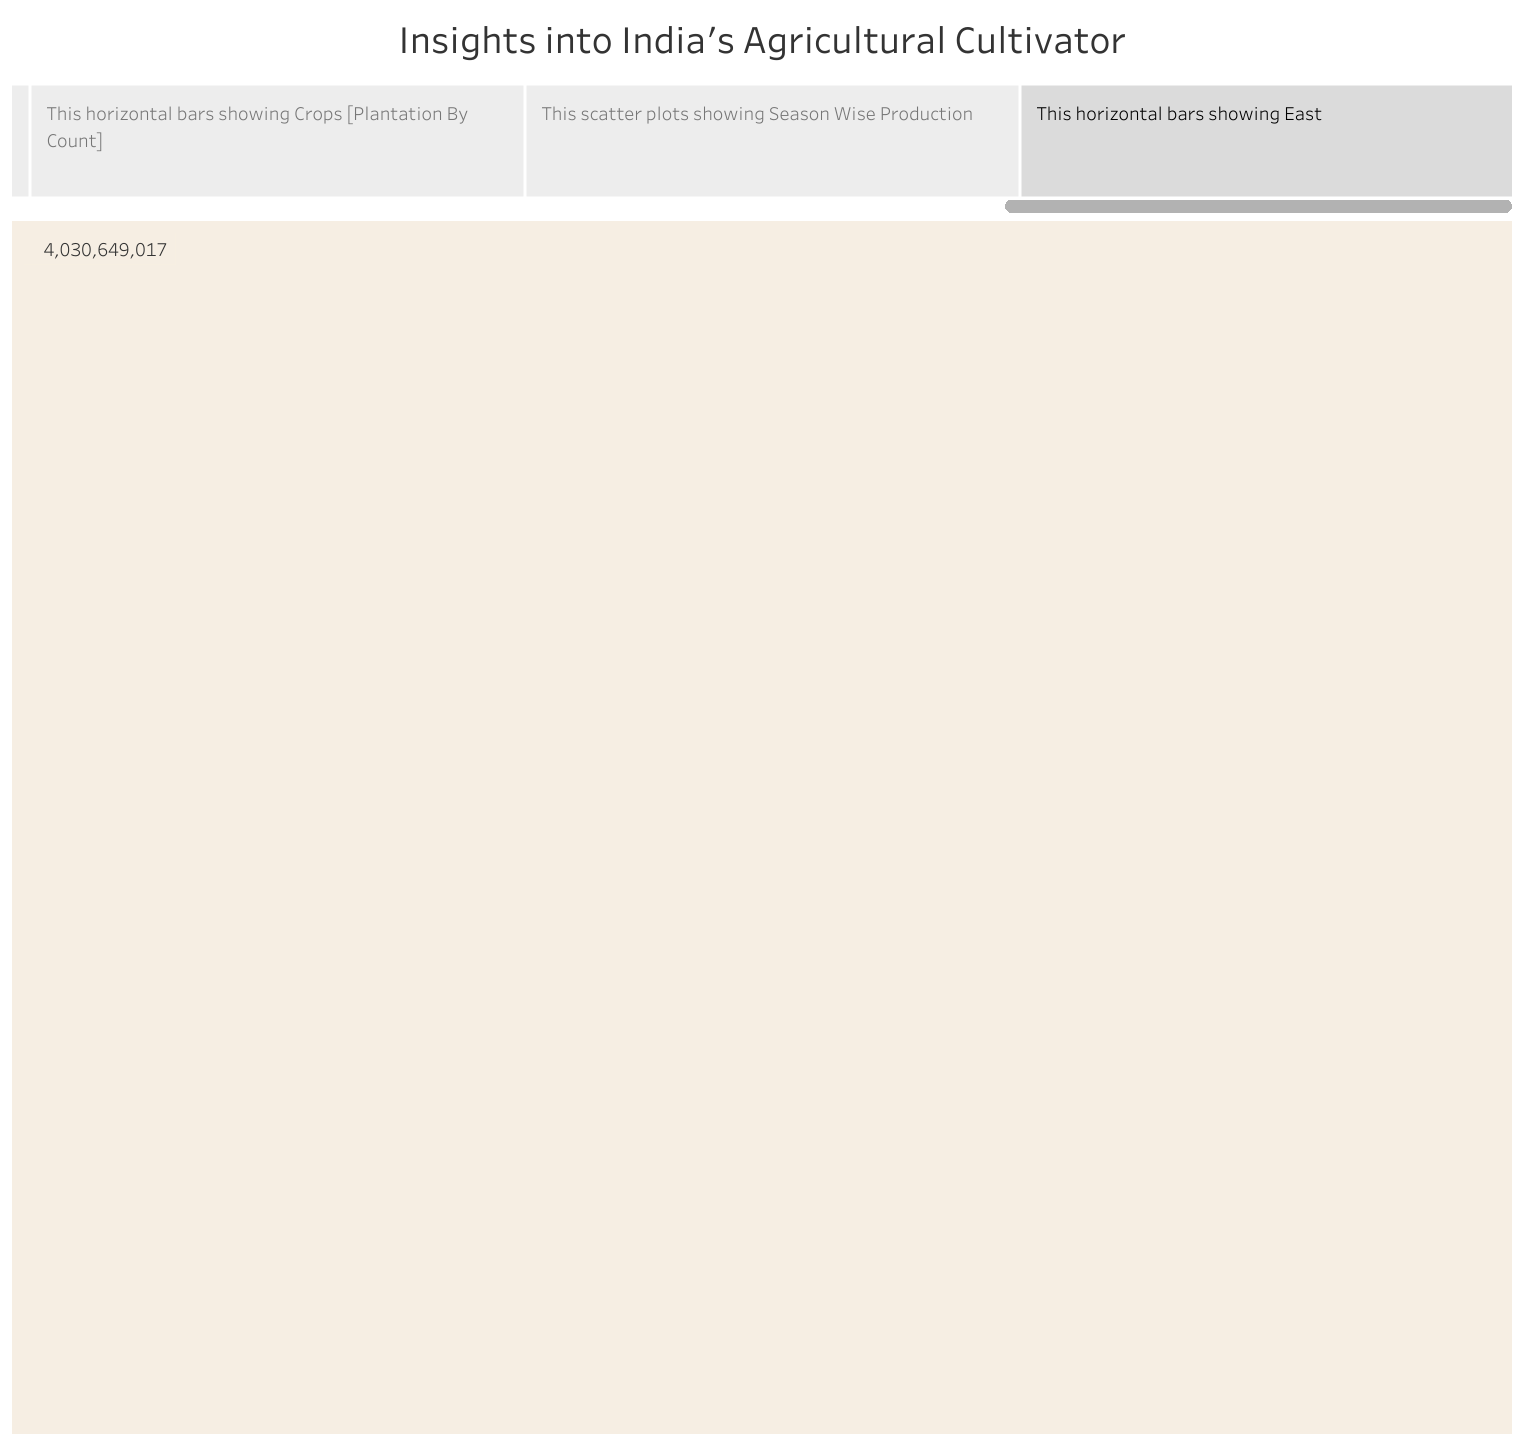 Insights into India's Agricultural Cultivator
This horizontal bars showing Crops [Plantation By
Count]
This scatter plots showing Season Wise Production
This horizontal bars showing East
4,030,649,017